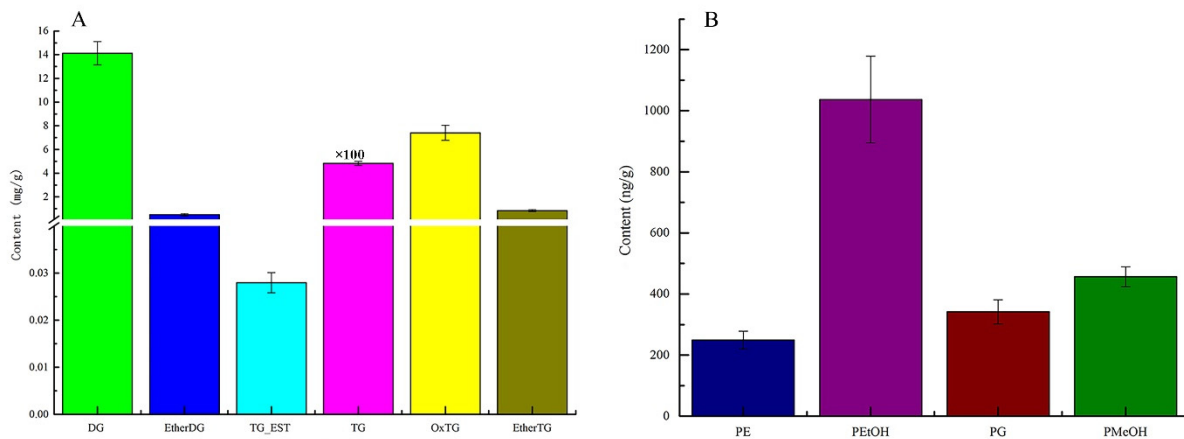 A
Content (mg/g)
16
14
12
10
8
6
4
2
0.03
0.02
0.01
0.00
×100
DG
EtherDG
TG_EST
TG
OxTG
EtherTG
B
Content (ng/g)
1200
1000
800
600
400
200
0
PE
PEtOH
PG
PMeOH